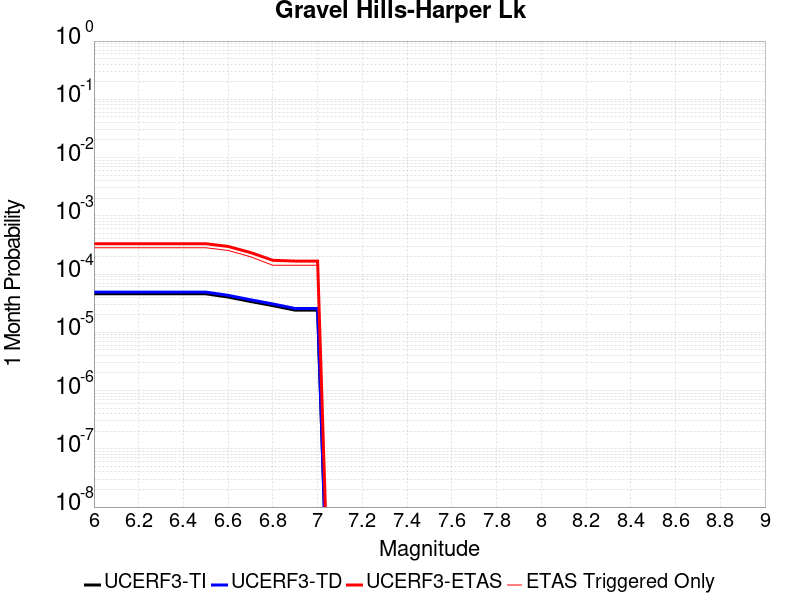 Gravel Hills-Harper Lk
1 Month Probability
10^0
10^-1
10^-2
10^-3
10^-4
10^-5
10^-6
10^-7
10^-8
6 6.2 6.4 6.6 6.8 7 7.2 7.4 7.6 7.8 8 8.2 8.4 8.6 8.8 9
Magnitude
UCERF3-TI UCERF3-TD UCERF3-ETAS ETAS Triggered Only